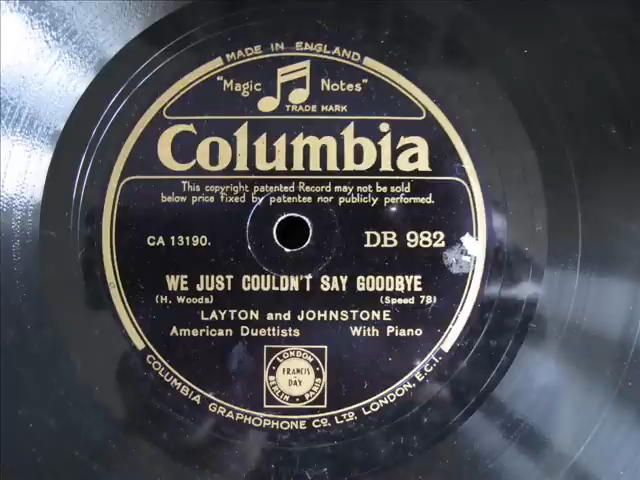 MADE IN ENGLAND
"Magic Notes"
TRADE MARK
Columbia
This copyright patented Record may not be sold
below price fixed by patentee nor publicly performed.
CA 13190. DB 982
WE JUST COULDN'T SAY GOODBYE
(H. Woods) (Speed 78)
LAYTON and JOHNSTONE
American Duettists With Piano
LONDON
FRANCIS
DAY
BERLIN PARIS
COLUMBIA GRAPHOPHONE CO. LTD. LONDON, E.C.1.